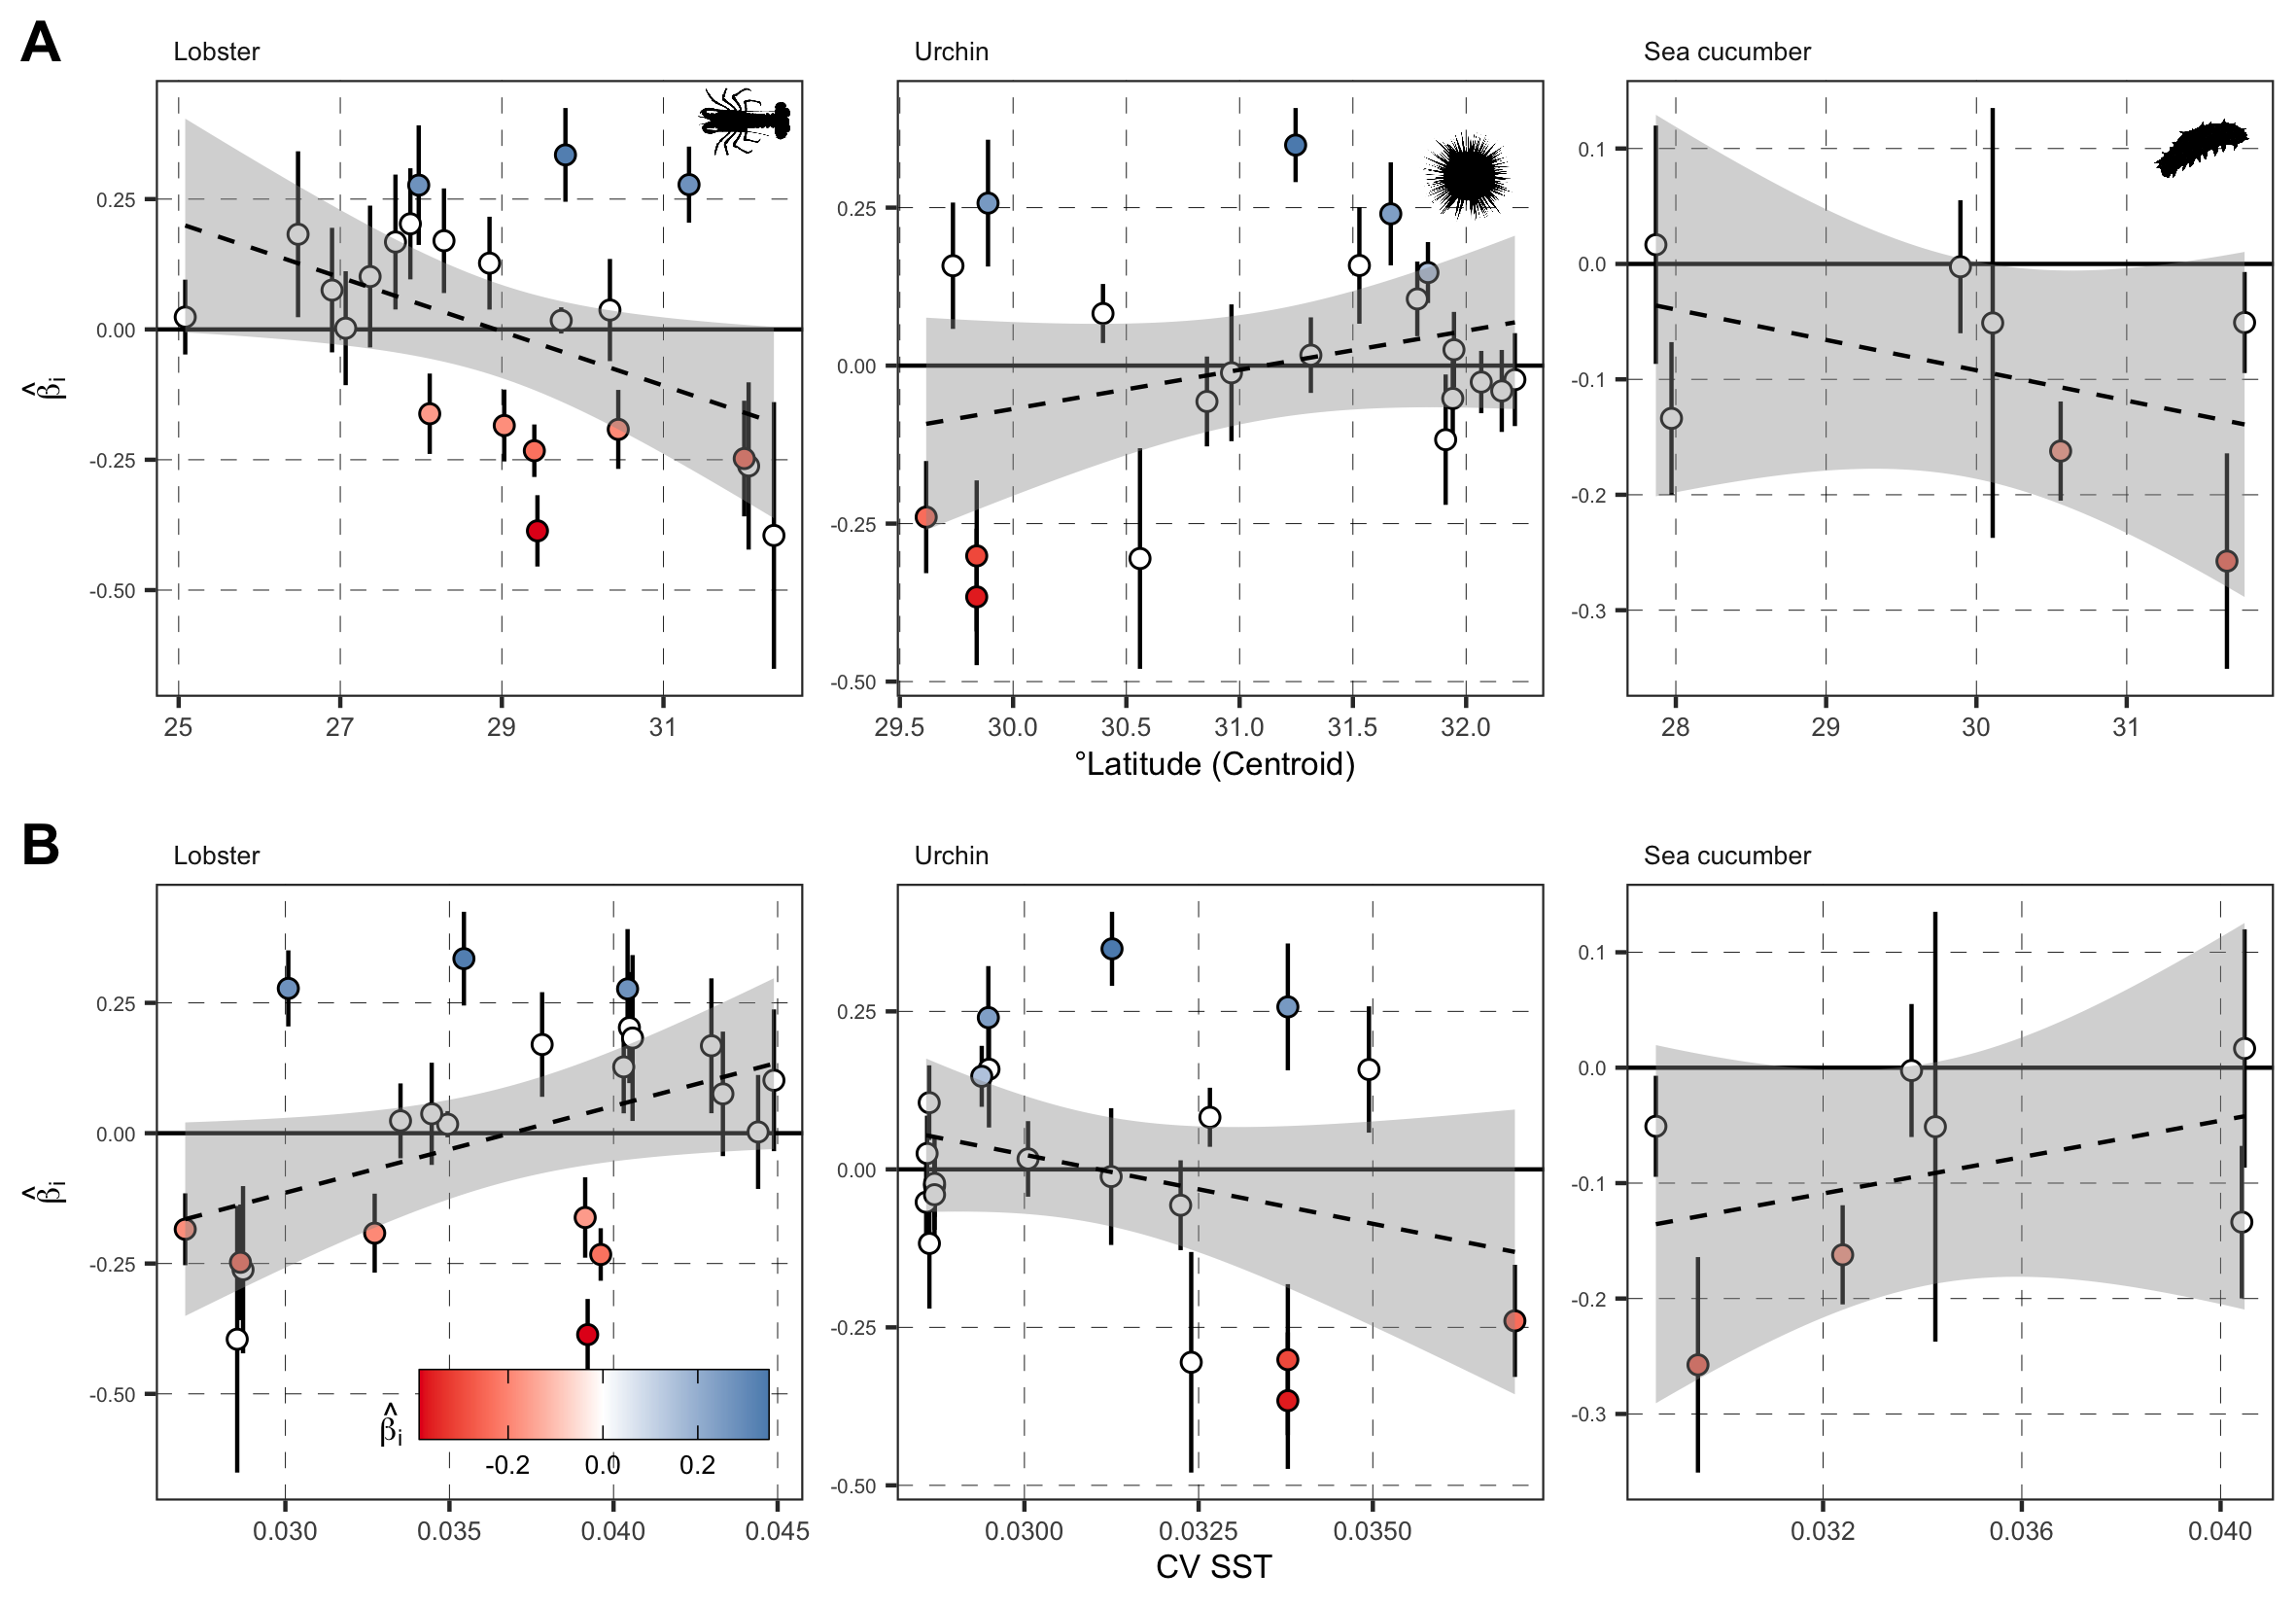 A
Lobster
Urchin
Sea cucumber
0.25
0.00
-0.25
-0.50
0.25
0.00
-0.25
-0.50
0.1
0.0
-0.1
-0.2
-0.3
β̂i
25 27 29 31
29.5 30.0 30.5 31.0 31.5 32.0
28 29 30 31
°Latitude (Centroid)
B
Lobster
Urchin
Sea cucumber
0.25
0.00
-0.25
-0.50
0.25
0.00
-0.25
-0.50
0.1
0.0
-0.1
-0.2
-0.3
β̂i
β̂i
-0.2 0.0 0.2
0.030 0.035 0.040 0.045
0.0300 0.0325 0.0350
0.032 0.036 0.040
CV SST